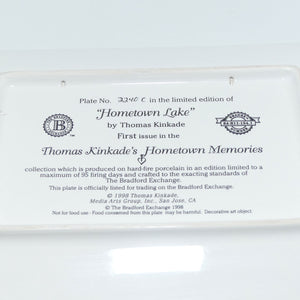 Plate No. 2240 C in the limited edition of
"Hometown Lake"
by Thomas Kinkade
First issue in the
Thomas Kinkade's Hometown Memories
collection which is produced on hard-fire porcelain in an edition limited to a
maximum of 95 firing days and crafted to the exacting standards of
The Bradford Exchange.
This plate is officially listed for trading on the Bradford Exchange.
© 1998 Thomas Kinkade,
Media Arts Group, Inc., San Jose, CA
© The Bradford Exchange 1998
Not for food use - Food consumed from this plate may be harmful. Decorative art object.
B